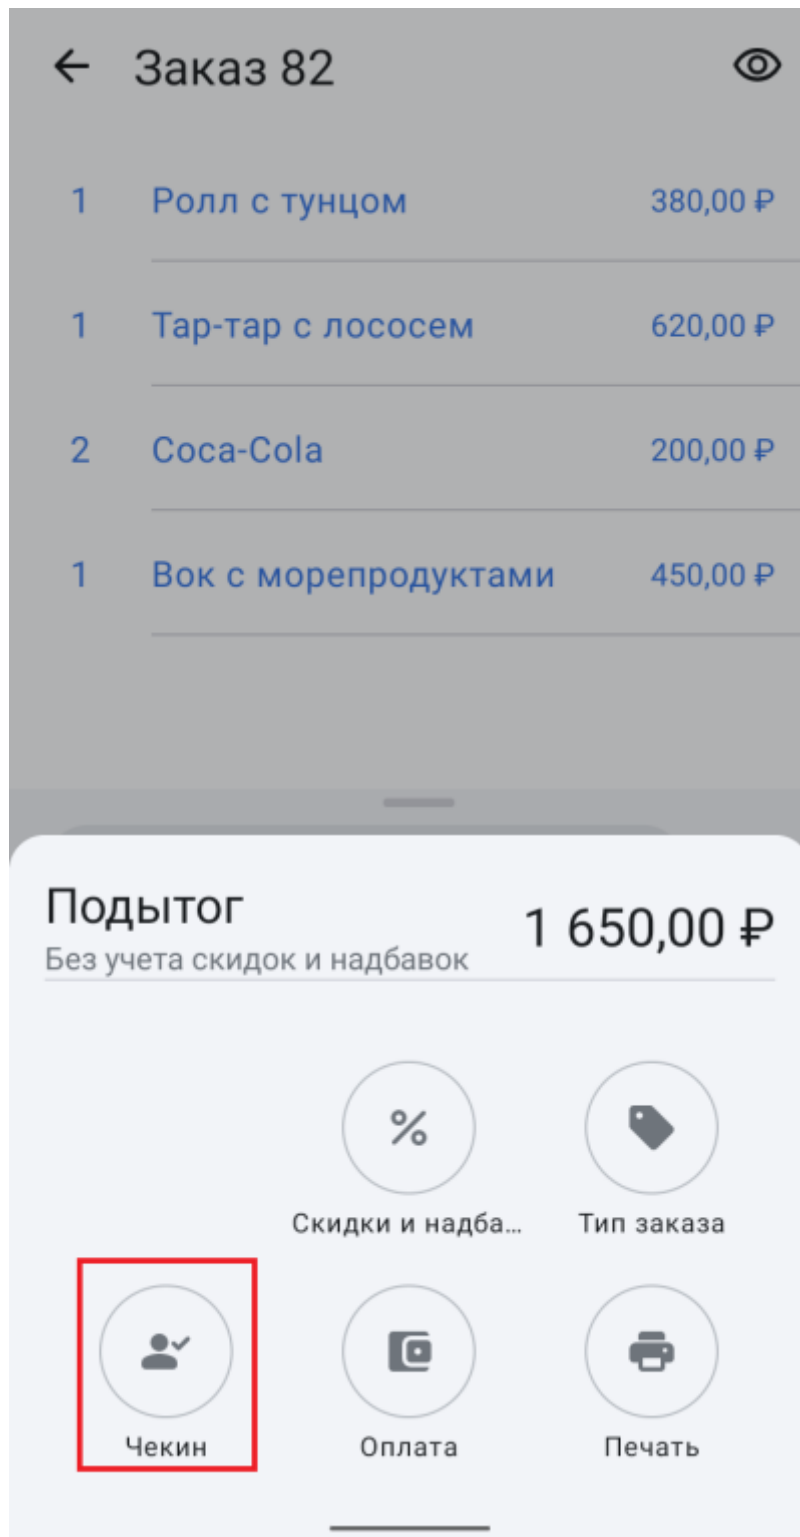 Заказ 82
1 Ролл с тунцом 380,00 ₽
1 Тар-тар с лососем 620,00 ₽
2 Coca-Cola 200,00 ₽
1 Вок с морепродуктами 450,00 ₽
Подытог 1 650,00 ₽
Без учета скидок и надбавок
%
Скидки и надба... Тип заказа
Чекин Оплата Печать